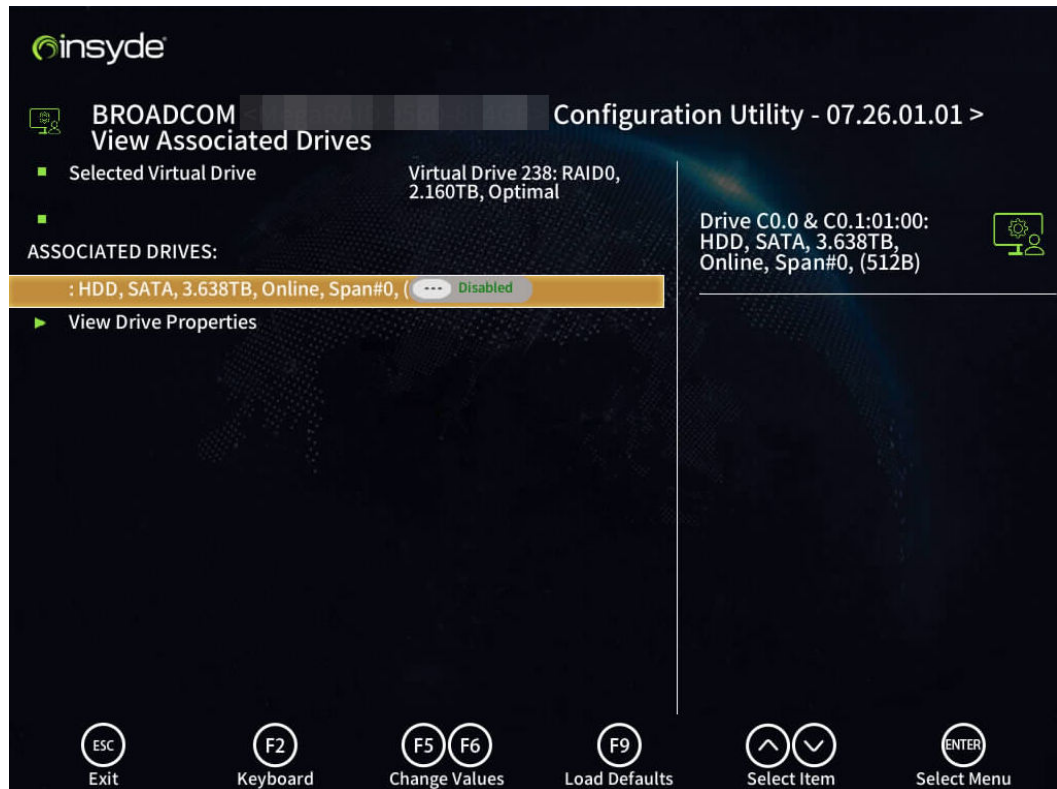 insyde
BROADCOM Configuration Utility - 07.26.01.01 >
View Associated Drives
Selected Virtual Drive
Virtual Drive 238: RAID0,
2.160TB, Optimal
ASSOCIATED DRIVES:
: HDD, SATA, 3.638TB, Online, Span#0, (
Disabled
View Drive Properties
Drive C0.0 & C0.1:01:00:
HDD, SATA, 3.638TB,
Online, Span#0, (512B)
ESC
Exit
F2
Keyboard
F5 F6
Change Values
F9
Load Defaults
Select Item
ENTER
Select Menu